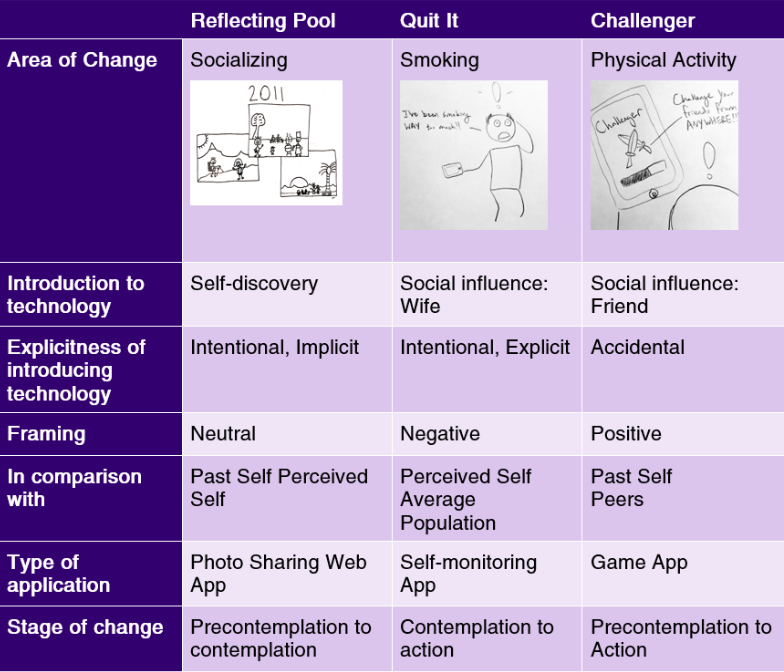 Reflecting Pool Quit It Challenger
Area of Change Socializing Smoking Physical Activity
2011
I've been smoking
WAY too much!!
!
Challenger
Challenge your
friends from
ANYWHERE!!!
!
Introduction to
technology
Self-discovery
Social influence:
Wife
Social influence:
Friend
Explicitness of
introducing
technology
Intentional, Implicit
Intentional, Explicit
Accidental
Framing
Neutral
Negative
Positive
In comparison
with
Past Self Perceived
Self
Perceived Self
Average
Population
Past Self
Peers
Type of
application
Photo Sharing Web
App
Self-monitoring
App
Game App
Stage of change
Precontemplation to
contemplation
Contemplation to
action
Precontemplation to
Action